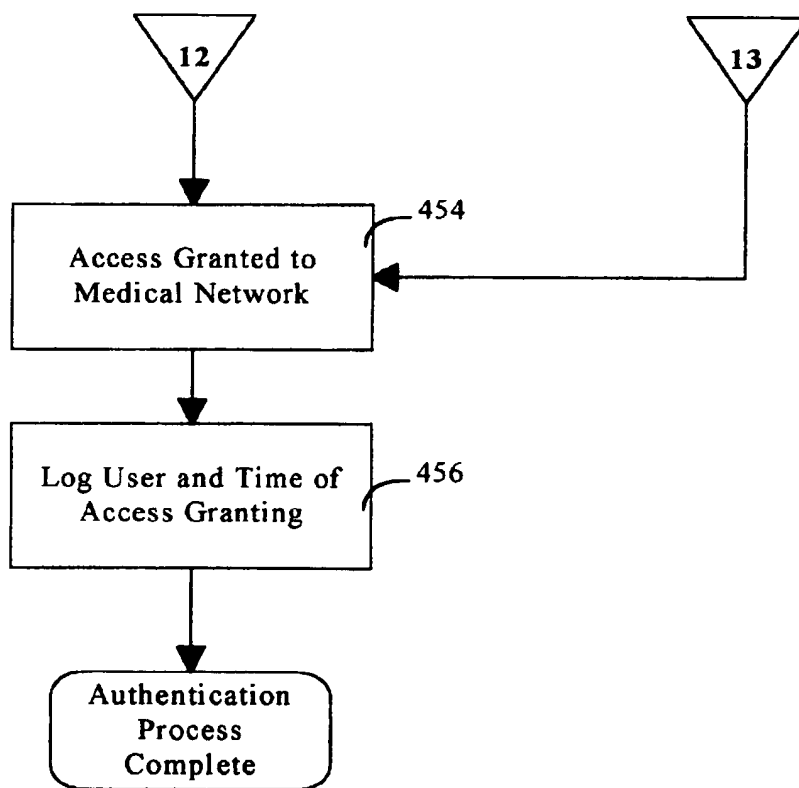 12
13
454
Access Granted to
Medical Network
456
Log User and Time of
Access Granting
Authentication
Process
Complete